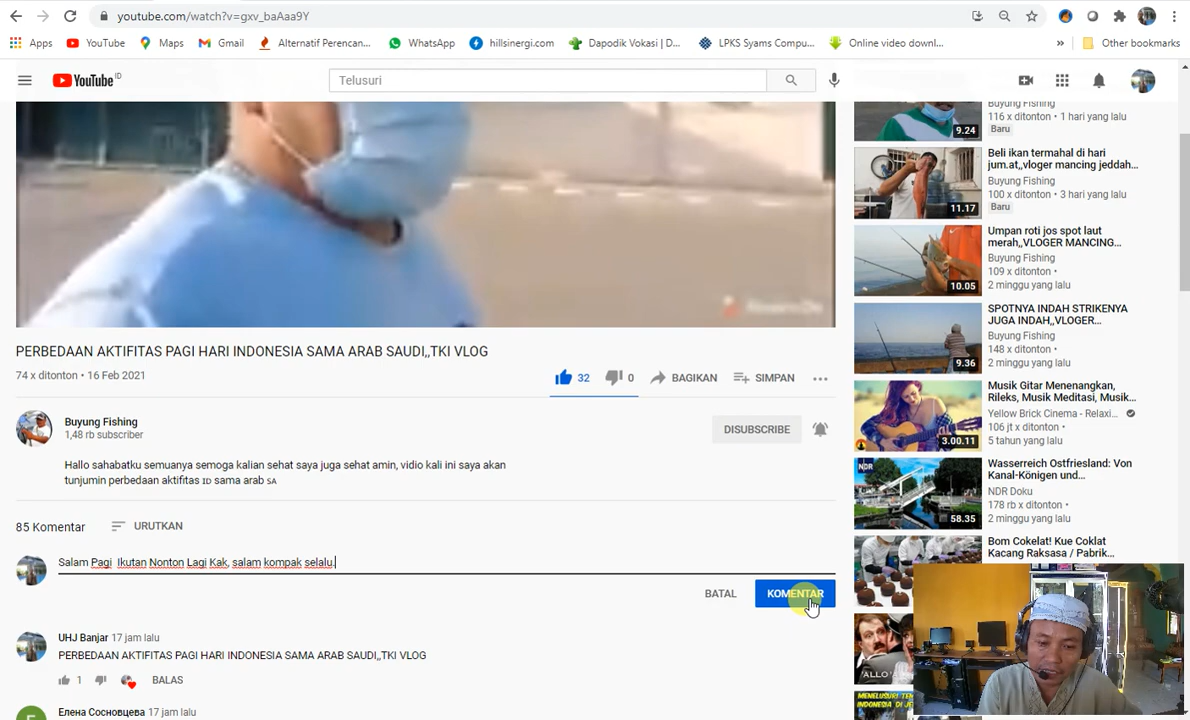 youtube.com/watch?v=gxv_baAaa9Y
Apps
YouTube
Maps
Gmail
Alternatif Perencan...
WhatsApp
hillsinergi.com
Dapodik Vokasi | D...
LPKS Syams Compu...
Online video downl...
»
Other bookmarks
YouTube ID
Telusuri
PERBEDAAN AKTIFITAS PAGI HARI INDONESIA SAMA ARAB SAUDI,,TKI VLOG
74 x ditonton • 16 Feb 2021
32
0
BAGIKAN
SIMPAN
Buyung Fishing
1,48 rb subscriber
DISUBSCRIBE
Hallo sahabatku semuanya semoga kalian sehat saya juga sehat amin, vidio kali ini saya akan
tunjumin perbedaan aktifitas ɪᴅ sama arab sᴀ
85 Komentar
URUTKAN
Salam Pagi  Ikutan Nonton Lagi Kak, salam kompak selalu.
BATAL
KOMENTAR
UHJ Banjar 17 jam lalu
PERBEDAAN AKTIFITAS PAGI HARI INDONESIA SAMA ARAB SAUDI,,TKI VLOG
1
BALAS
Елена Сосновцева 17 jam lalu
Buyung Fishing
116 x ditonton • 1 hari yang lalu
Baru
9.24
Beli ikan termahal di hari
jum.at,,vloger mancing jeddah...
Buyung Fishing
100 x ditonton • 3 hari yang lalu
Baru
11.17
Umpan roti jos spot laut
merah,,VLOGER MANCING...
Buyung Fishing
109 x ditonton •
2 minggu yang lalu
10.05
SPOTNYA INDAH STRIKENYA
JUGA INDAH,,VLOGER...
Buyung Fishing
148 x ditonton •
2 minggu yang lalu
9.36
Musik Gitar Menenangkan,
Rileks, Musik Meditasi, Musik...
Yellow Brick Cinema - Relaxi...
106 jt x ditonton •
5 tahun yang lalu
3.00.11
Wasserreich Ostfriesland: Von
Kanal-Königen und...
NDR Doku
178 rb x ditonton •
2 minggu yang lalu
NDR
58.35
Bom Cokelat! Kue Coklat
Kacang Raksasa / Pabrik...
ALLO